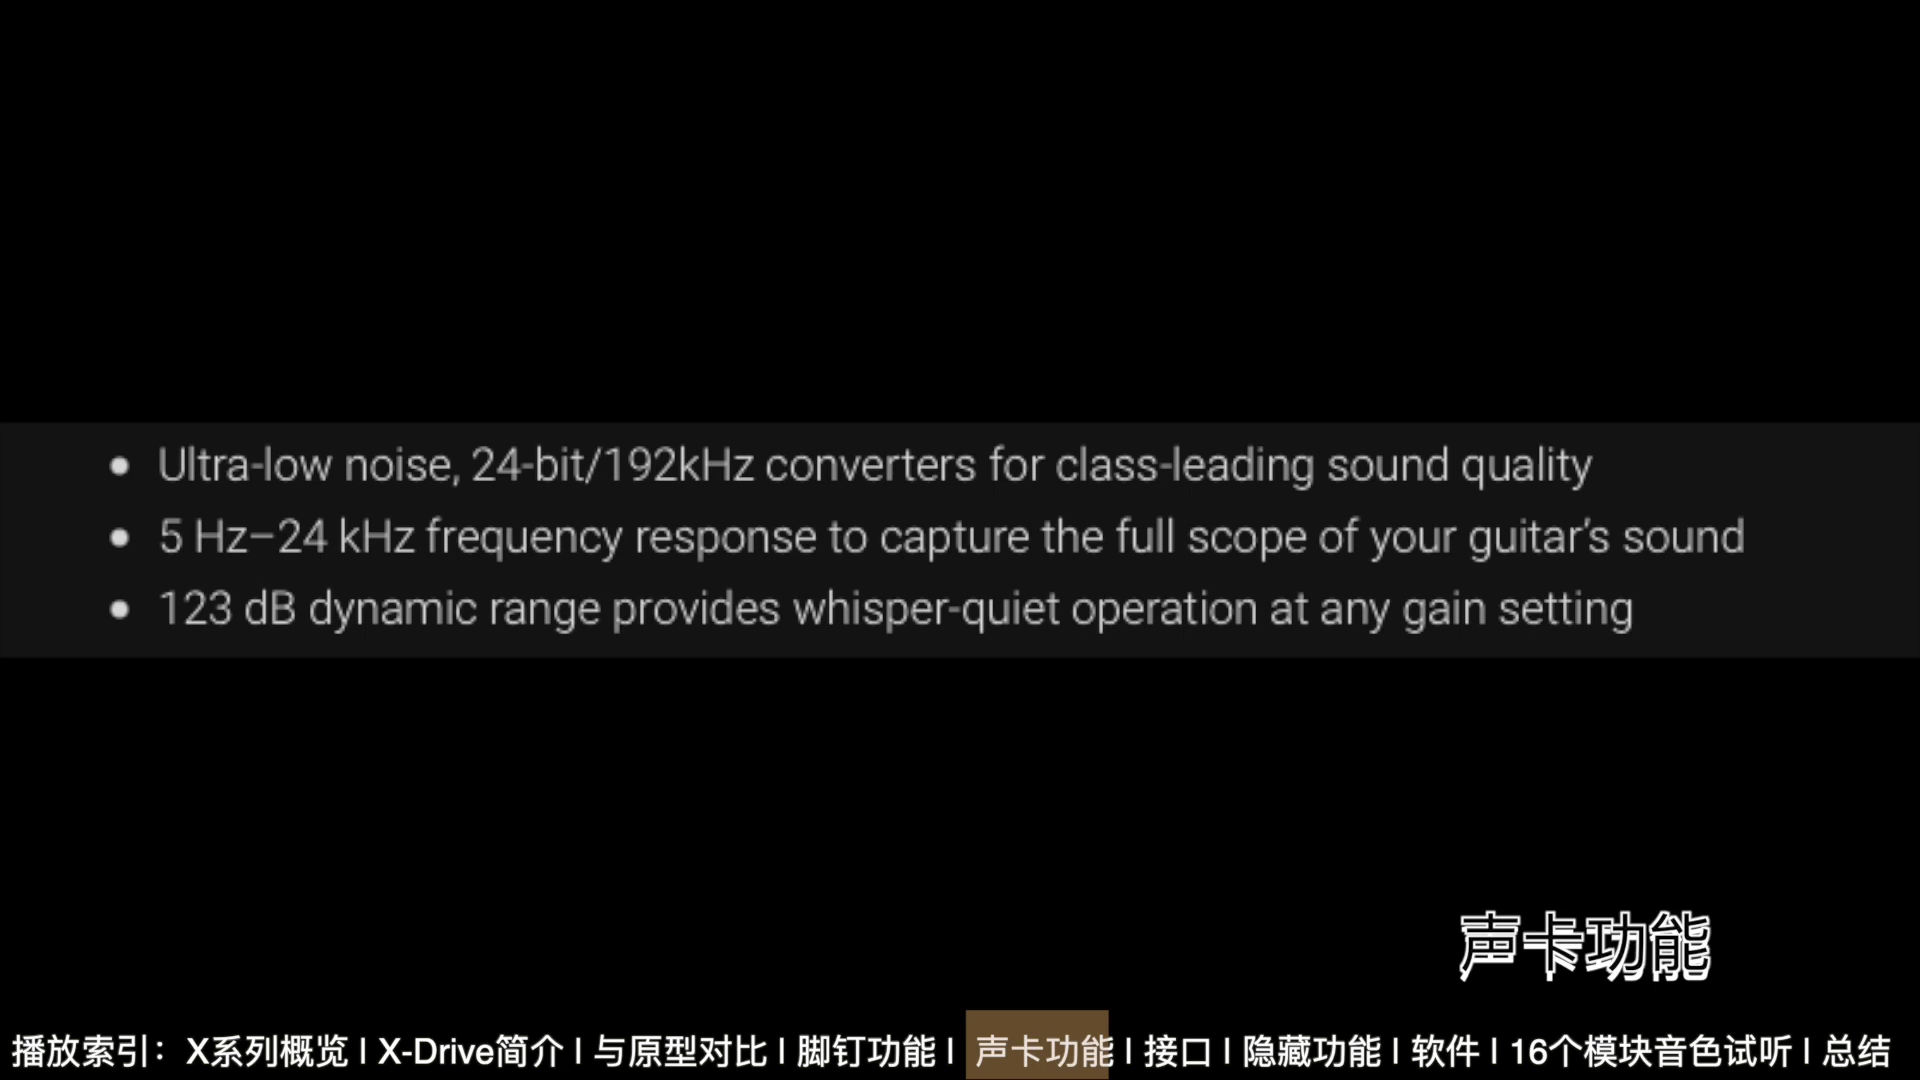 • Ultra-low noise, 24-bit/192kHz converters for class-leading sound quality
• 5 Hz–24 kHz frequency response to capture the full scope of your guitar's sound
• 123 dB dynamic range provides whisper-quiet operation at any gain setting
声卡功能
播放索引：X系列概览 | X-Drive简介 | 与原型对比 | 脚钉功能 | 声卡功能 | 接口 | 隐藏功能 | 软件 | 16个模块音色试听 | 总结